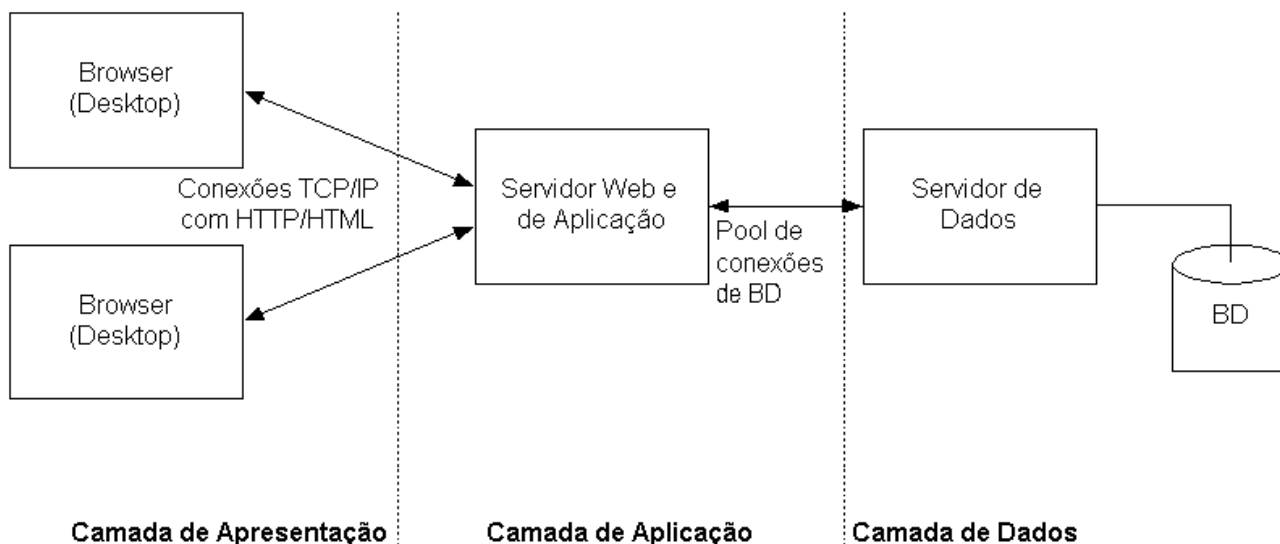 Browser
(Desktop)
Conexões TCP/IP
com HTTP/HTML
Browser
(Desktop)
Servidor Web e
de Aplicação
Pool de
conexões
de BD
Servidor de
Dados
BD
Camada de Apresentação
Camada de Aplicação
Camada de Dados